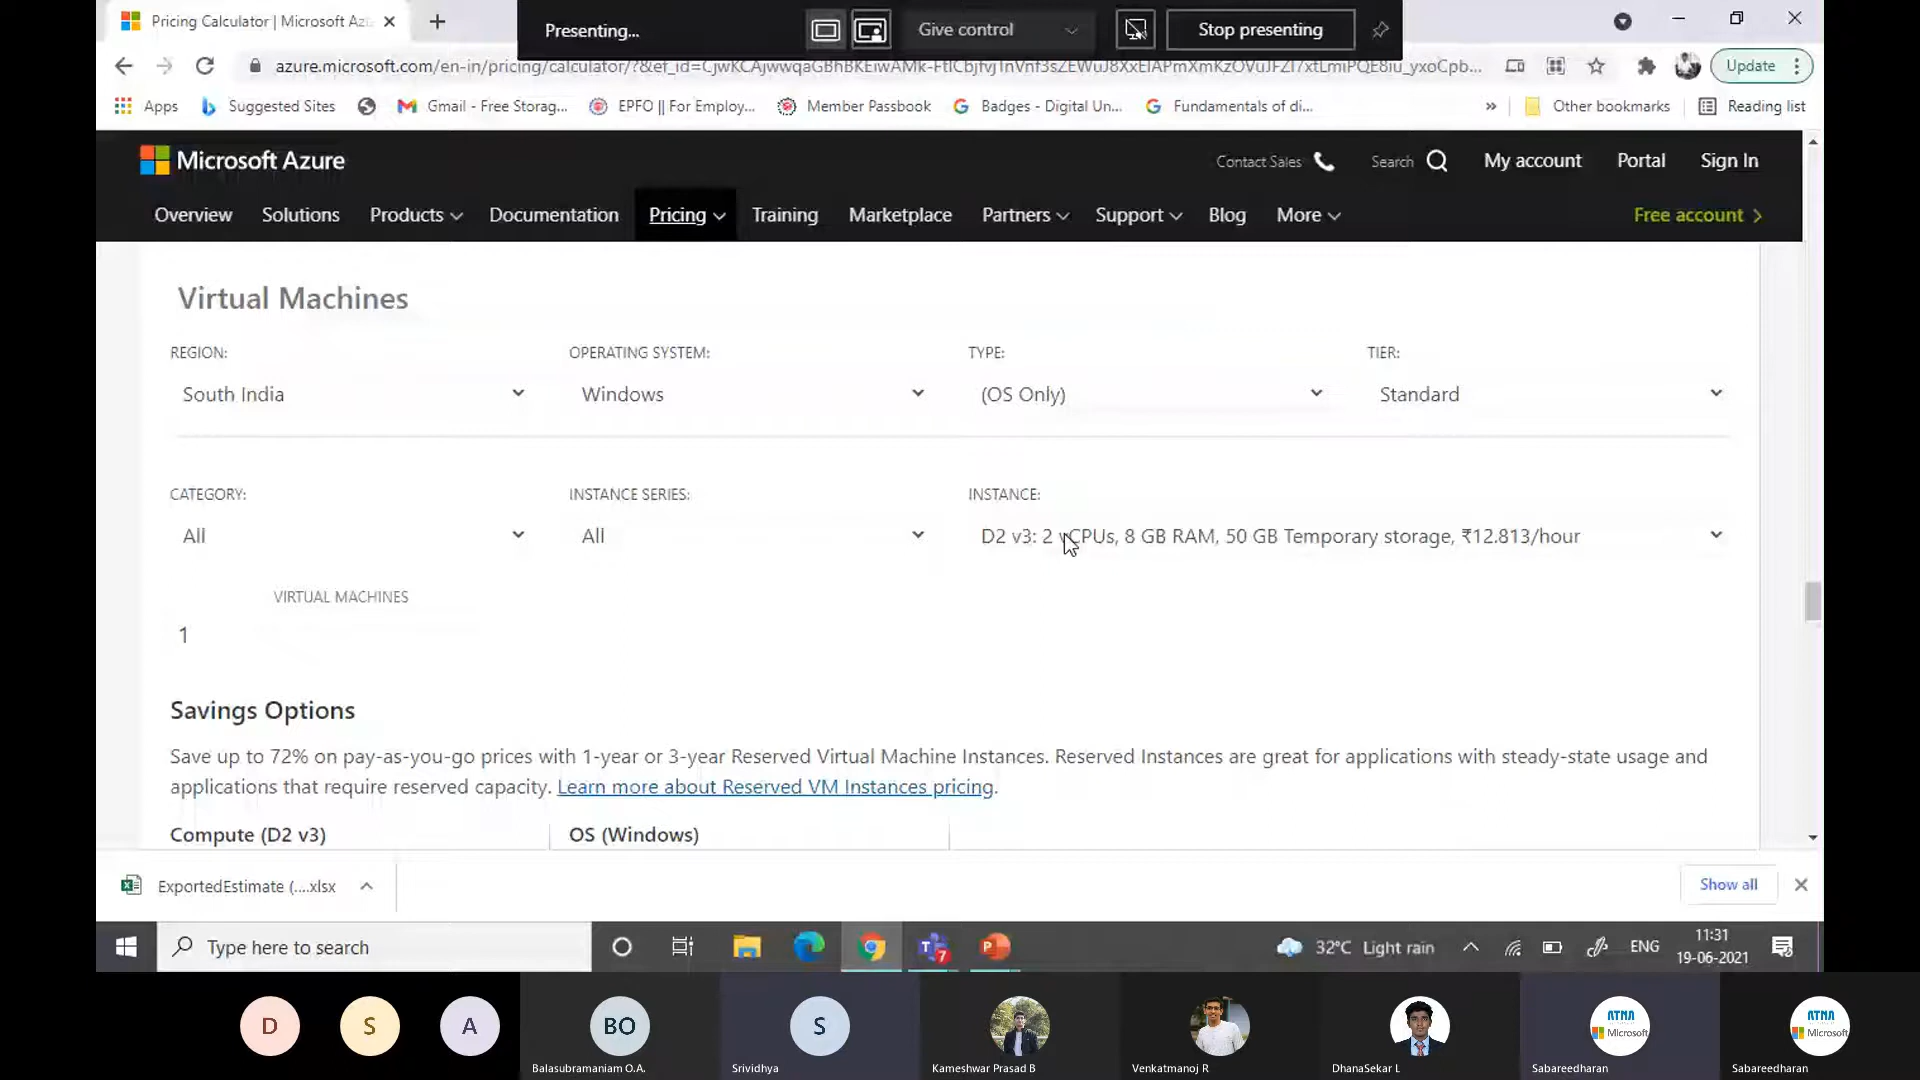 Pricing Calculator | Microsoft Az
Presenting...
Give control
Stop presenting
Update
Apps
Suggested Sites
Gmail - Free Storag...
EPFO || For Employ...
Member Passbook
Badges - Digital Un...
Fundamentals of di...
»
Other bookmarks
Reading list
Microsoft Azure
Contact Sales
Search
My account
Portal
Sign In
Overview
Solutions
Products
Documentation
Pricing
Training
Marketplace
Partners
Support
Blog
More
Free account
Virtual Machines
REGION:
OPERATING SYSTEM:
TYPE:
TIER:
South India
Windows
(OS Only)
Standard
CATEGORY:
INSTANCE SERIES:
INSTANCE:
All
All
D2 v3: 2 vCPUs, 8 GB RAM, 50 GB Temporary storage, ₹12.813/hour
VIRTUAL MACHINES
1
Savings Options
Save up to 72% on pay-as-you-go prices with 1-year or 3-year Reserved Virtual Machine Instances. Reserved Instances are great for applications with steady-state usage and
applications that require reserved capacity. Learn more about Reserved VM Instances pricing.
Compute (D2 v3)
OS (Windows)
ExportedEstimate (....xlsx
Show all
Type here to search
7
32°C Light rain
ENG
11:31
19-06-2021
D
S
A
BO
S
ATNA
Microsoft
ATNA
Microsoft
Balasubramaniam O.A.
Srividhya
Kameshwar Prasad B
Venkatmanoj R
DhanaSekar L
Sabareedharan
Sabareedharan